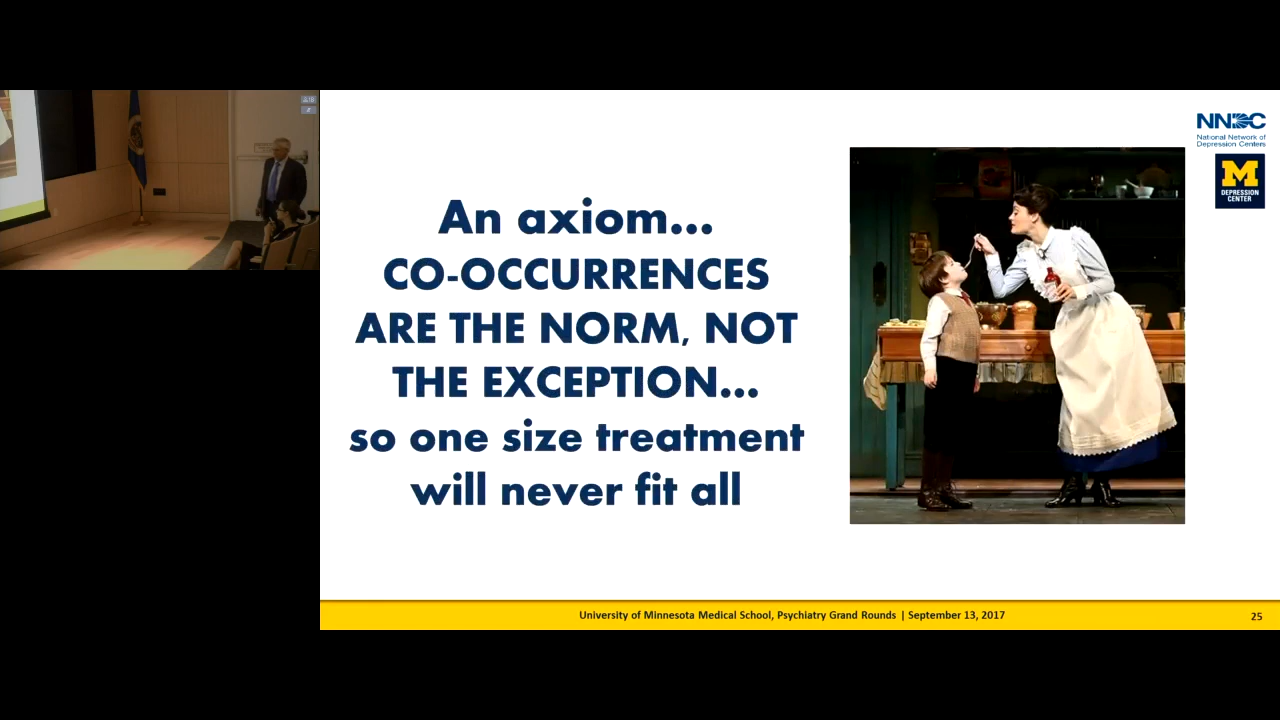 An axiom...
CO-OCCURRENCES
ARE THE NORM, NOT
THE EXCEPTION...
so one size treatment
will never fit all
NNDC
National Network of
Depression Centers
M
DEPRESSION
CENTER
University of Minnesota Medical School, Psychiatry Grand Rounds | September 13, 2017
25